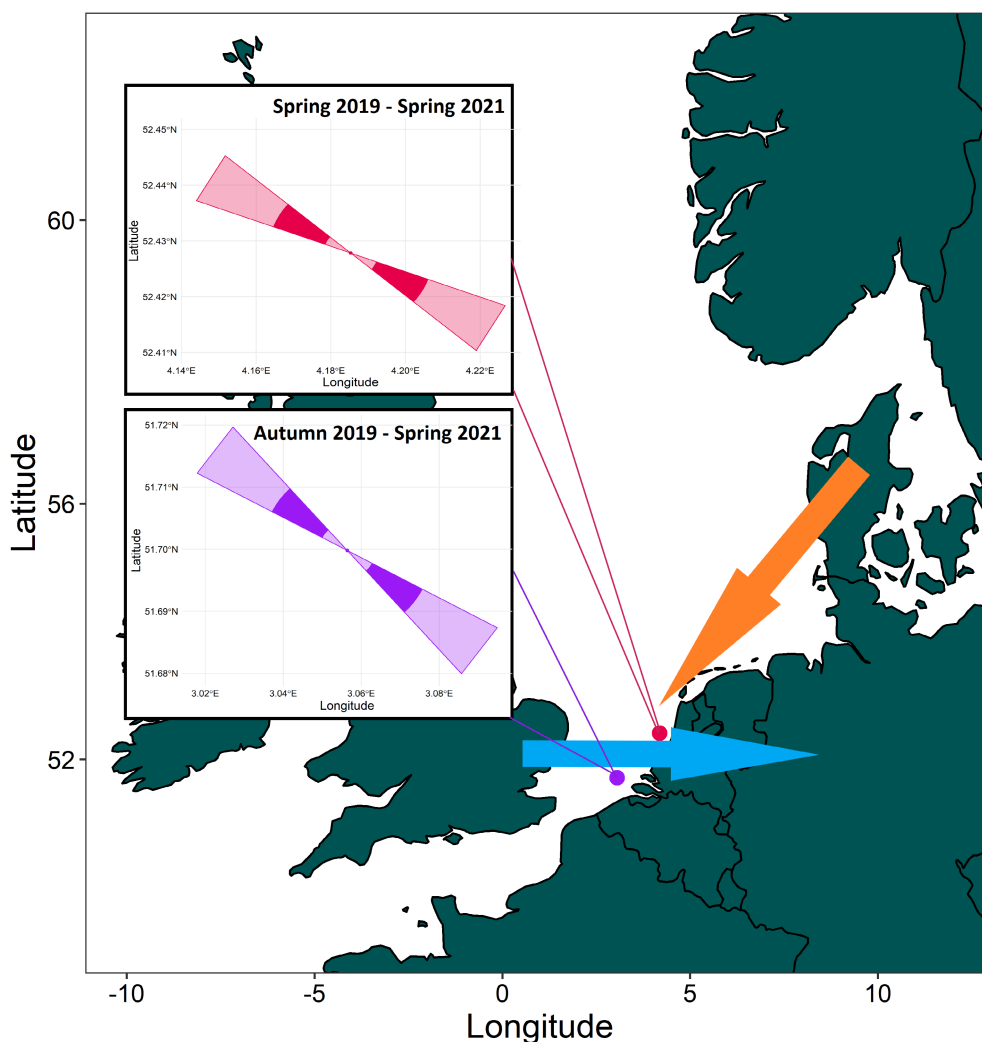 Spring 2019 - Spring 2021
52.45°N
52.44°N
52.43°N
52.42°N
52.41°N
Latitude
4.14°E
4.16°E
4.18°E
4.20°E
4.22°E
Longitude
Autumn 2019 - Spring 2021
51.72°N
51.71°N
51.70°N
51.69°N
51.68°N
Latitude
3.02°E
3.04°E
3.06°E
3.08°E
Longitude
60
56
52
Latitude
-10
-5
0
5
10
Longitude